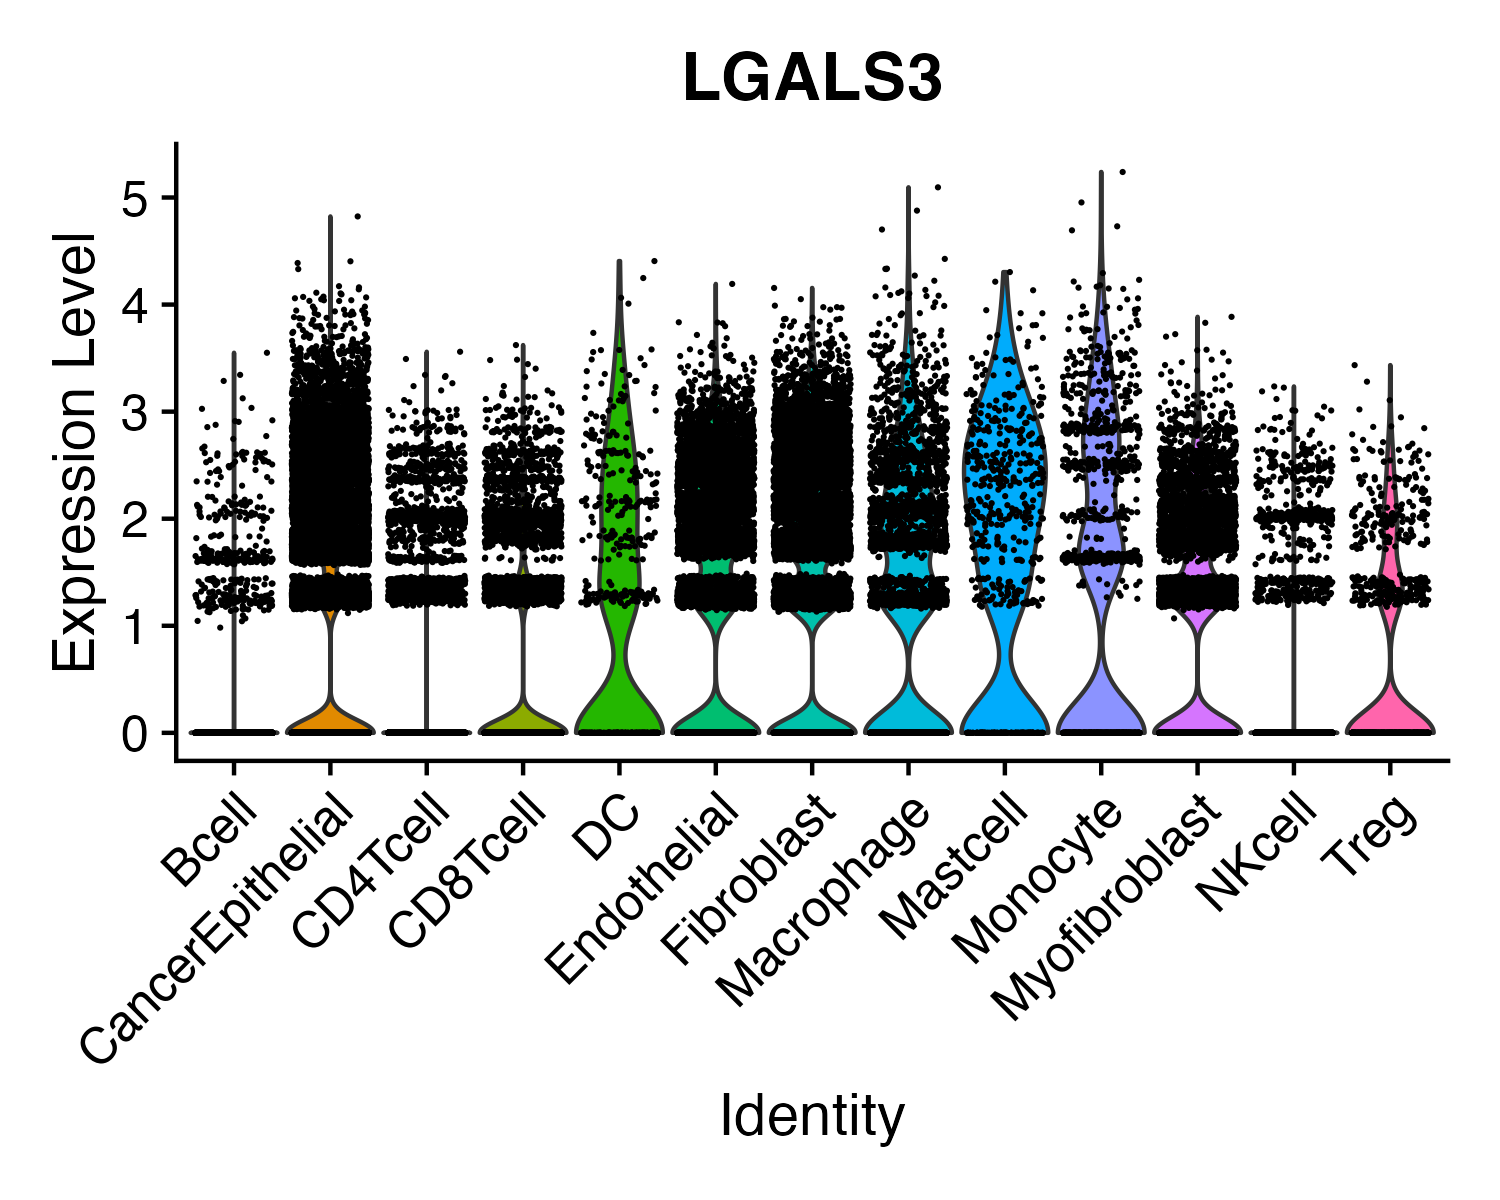 LGALS3
Expression Level
5
4
3
2
1
0
Bcell
CancerEpithelial
CD4Tcell
CD8Tcell
DC
Endothelial
Fibroblast
Macrophage
Mastcell
Monocyte
Myofibroblast
NKcell
Treg
Identity